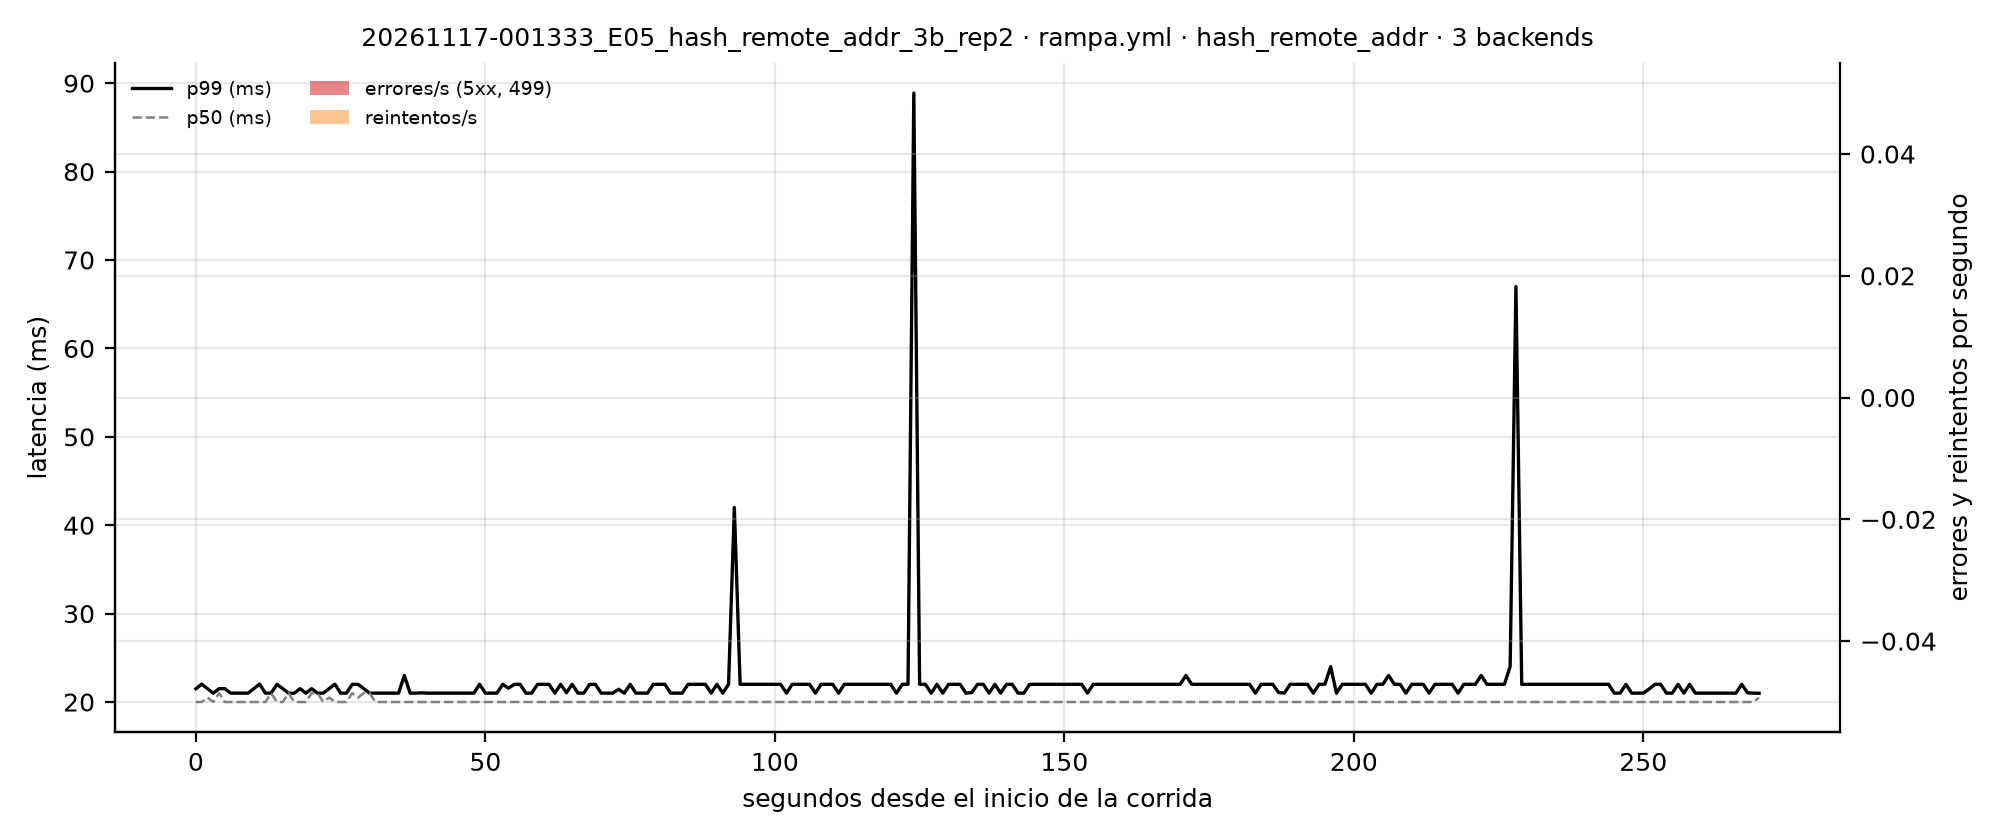 20261117-001333_E05_hash_remote_addr_3b_rep2 · rampa.yml · hash_remote_addr · 3 backends
p99 (ms)
p50 (ms)
errores/s (5xx, 499)
reintentos/s
latencia (ms)
90
80
70
60
50
40
30
20
0.04
0.02
0.00
−0.02
−0.04
errores y reintentos por segundo
0
50
100
150
200
250
segundos desde el inicio de la corrida